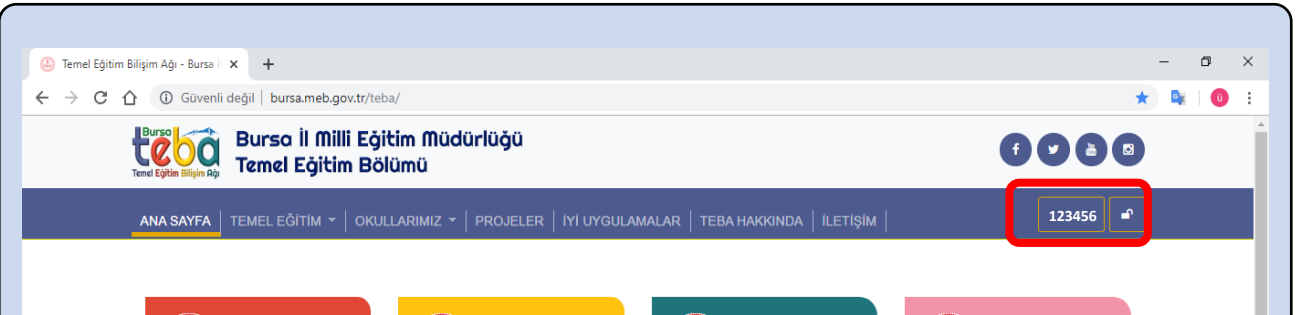 Temel Eğitim Bilişim Ağı - Bursa İ
Güvenli değil | bursa.meb.gov.tr/teba/
ü
Bursa
teba
Temel Eğitim Bilişim Ağı
Bursa İl Milli Eğitim Müdürlüğü
Temel Eğitim Bölümü
ANA SAYFA | TEMEL EĞİTİM | OKULLARIMIZ | PROJELER | İYİ UYGULAMALAR | TEBA HAKKINDA | İLETİŞİM |
123456